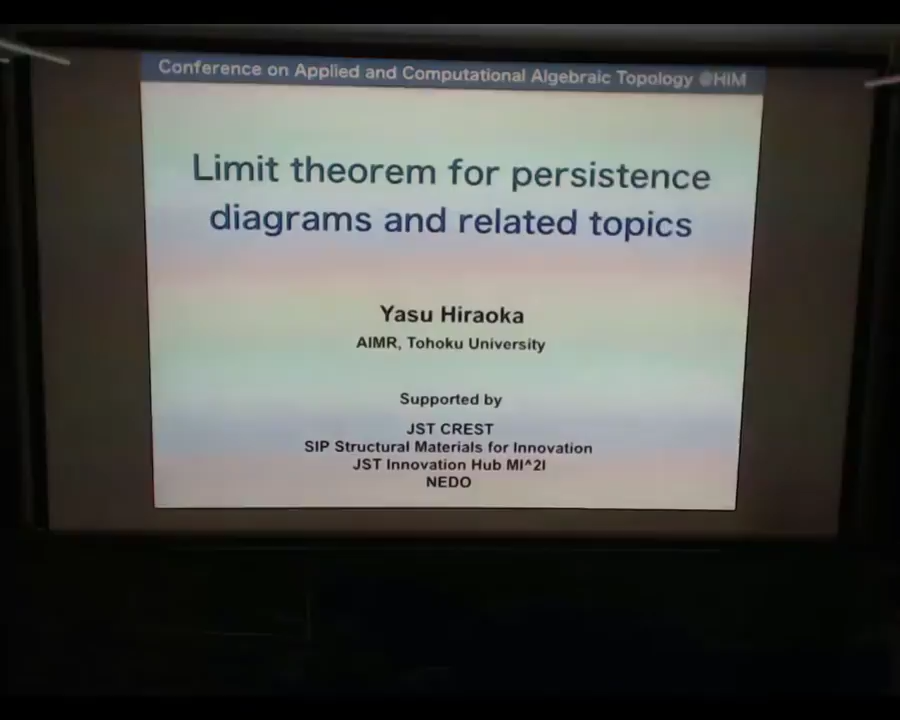 Conference on Applied and Computational Algebraic Topology @HIM
Limit theorem for persistence
diagrams and related topics
Yasu Hiraoka
AIMR, Tohoku University
Supported by
JST CREST
SIP Structural Materials for Innovation
JST Innovation Hub MI^2I
NEDO